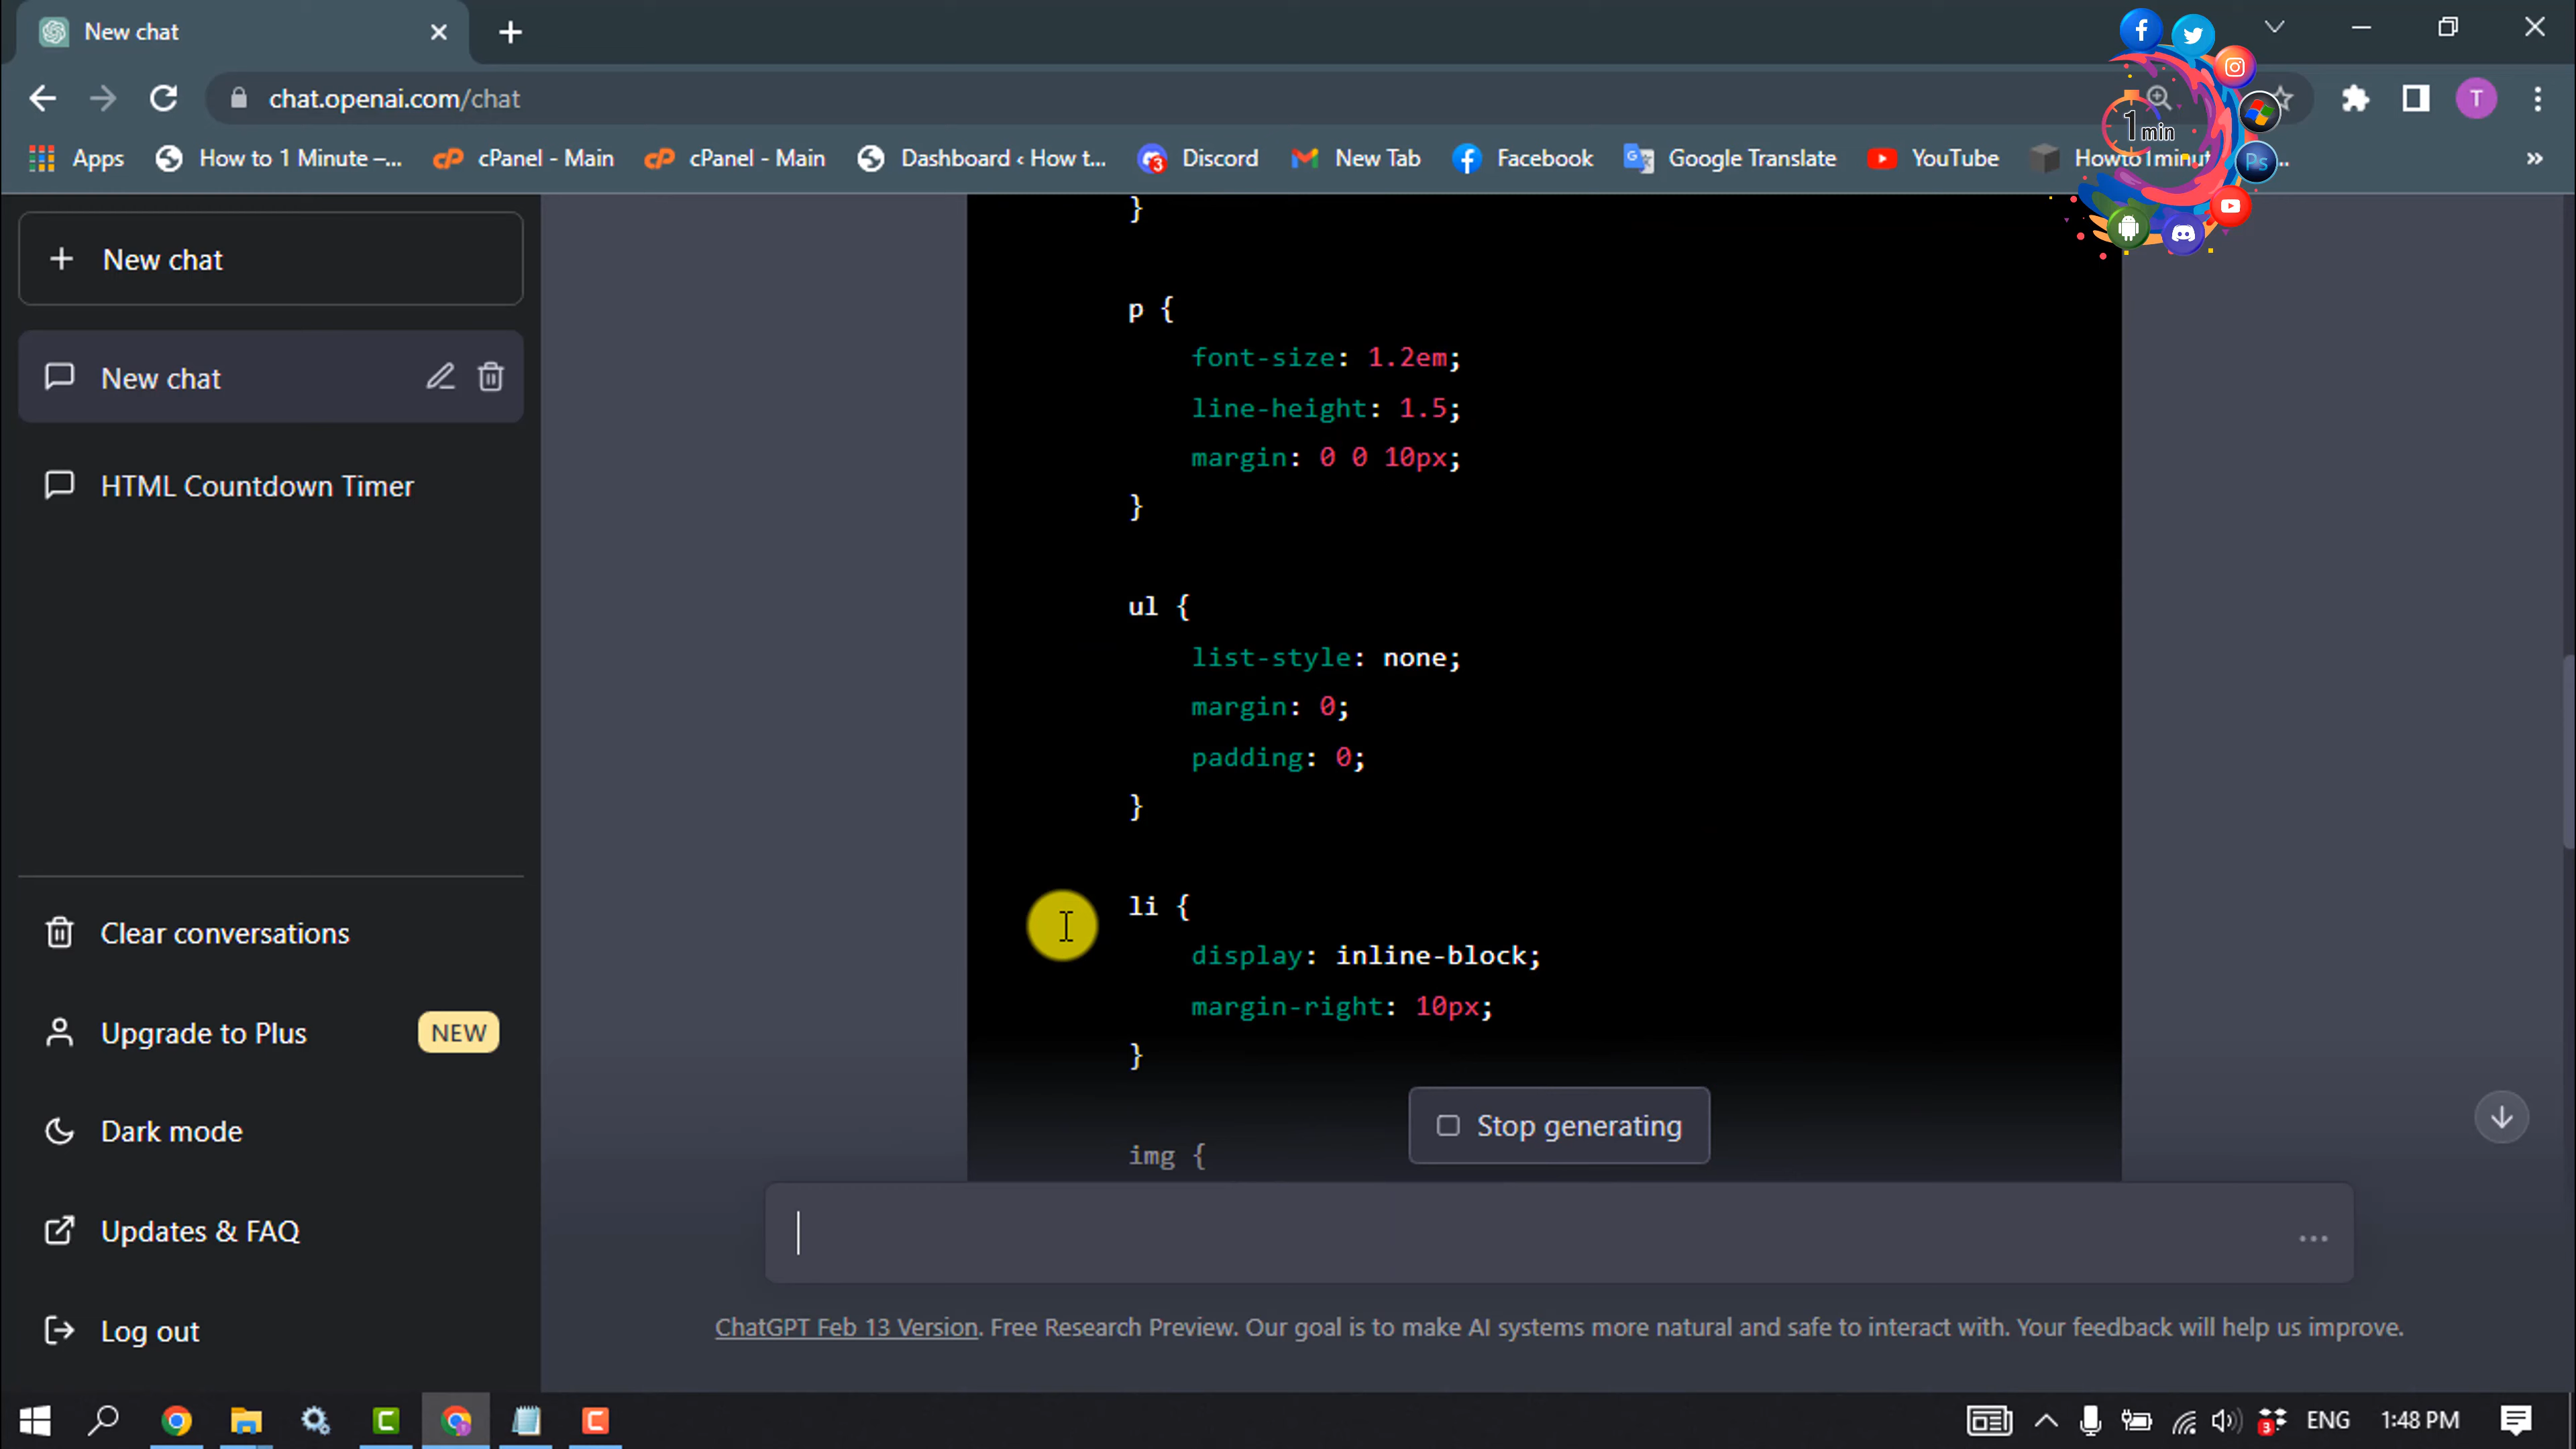 New chat
chat.openai.com/chat
1 min
Apps
How to 1 Minute –...
cPanel - Main
cPanel - Main
Dashboard ‹ How t...
3
Discord
New Tab
Facebook
Google Translate
YouTube
Howto1minut
..
»
T
Ps
New chat
New chat
HTML Countdown Timer
Clear conversations
Upgrade to Plus
NEW
Dark mode
Updates & FAQ
Log out
}
p {
font-size: 1.2em;
line-height: 1.5;
margin: 0 0 10px;
}
ul {
list-style: none;
margin: 0;
padding: 0;
}
li {
display: inline-block;
margin-right: 10px;
}
img {
Stop generating
ChatGPT Feb 13 Version. Free Research Preview. Our goal is to make AI systems more natural and safe to interact with. Your feedback will help us improve.
3
ENG
1:48 PM